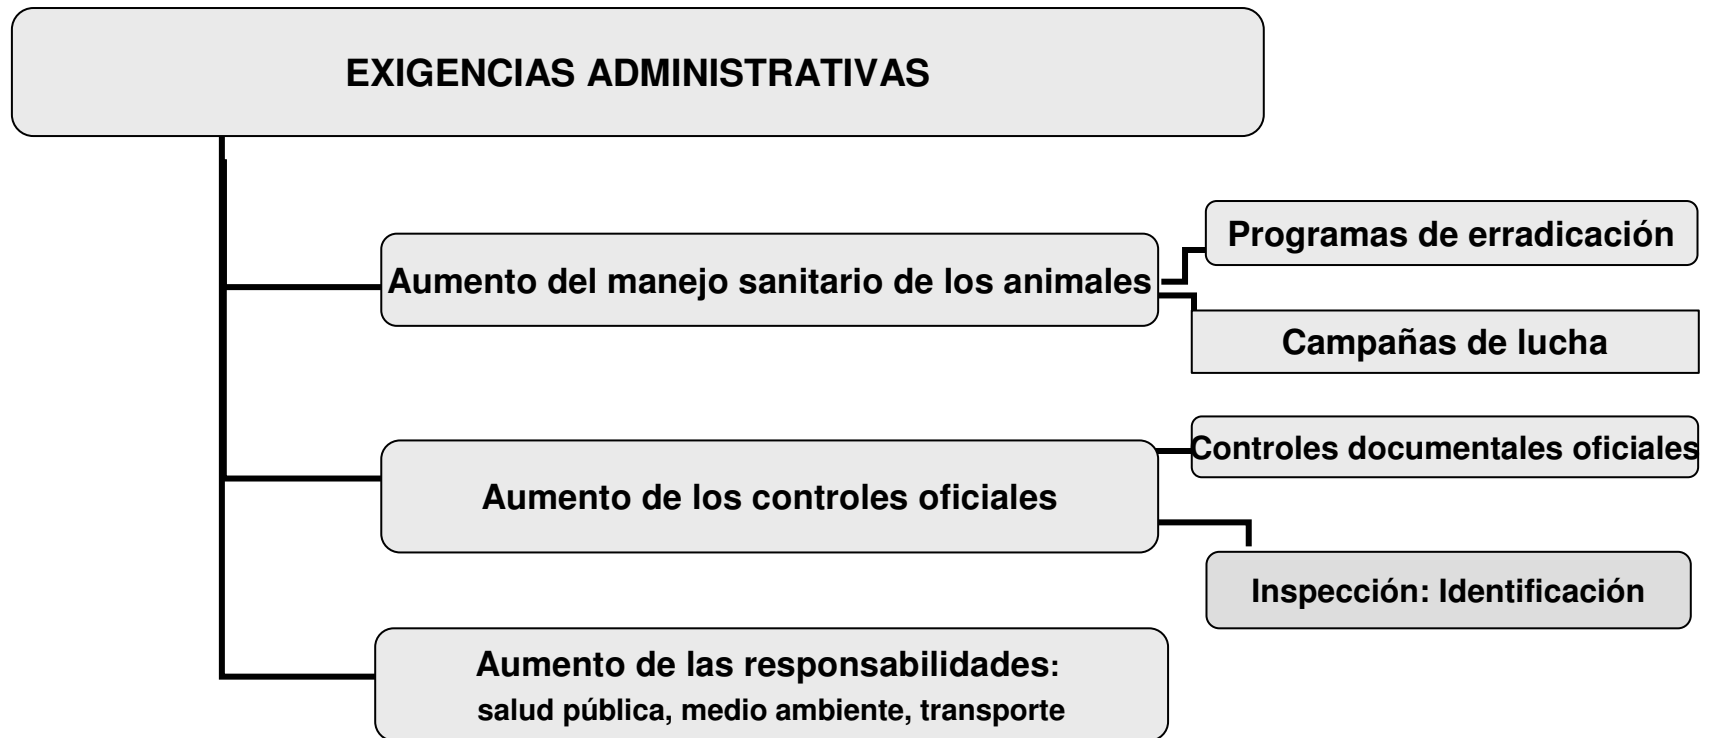 EXIGENCIAS ADMINISTRATIVAS
Programas de erradicación
Aumento del manejo sanitario de los animales
Campañas de lucha
Controles documentales oficiales
Aumento de los controles oficiales
Inspección: Identificación
Aumento de las responsabilidades:
salud pública, medio ambiente, transporte